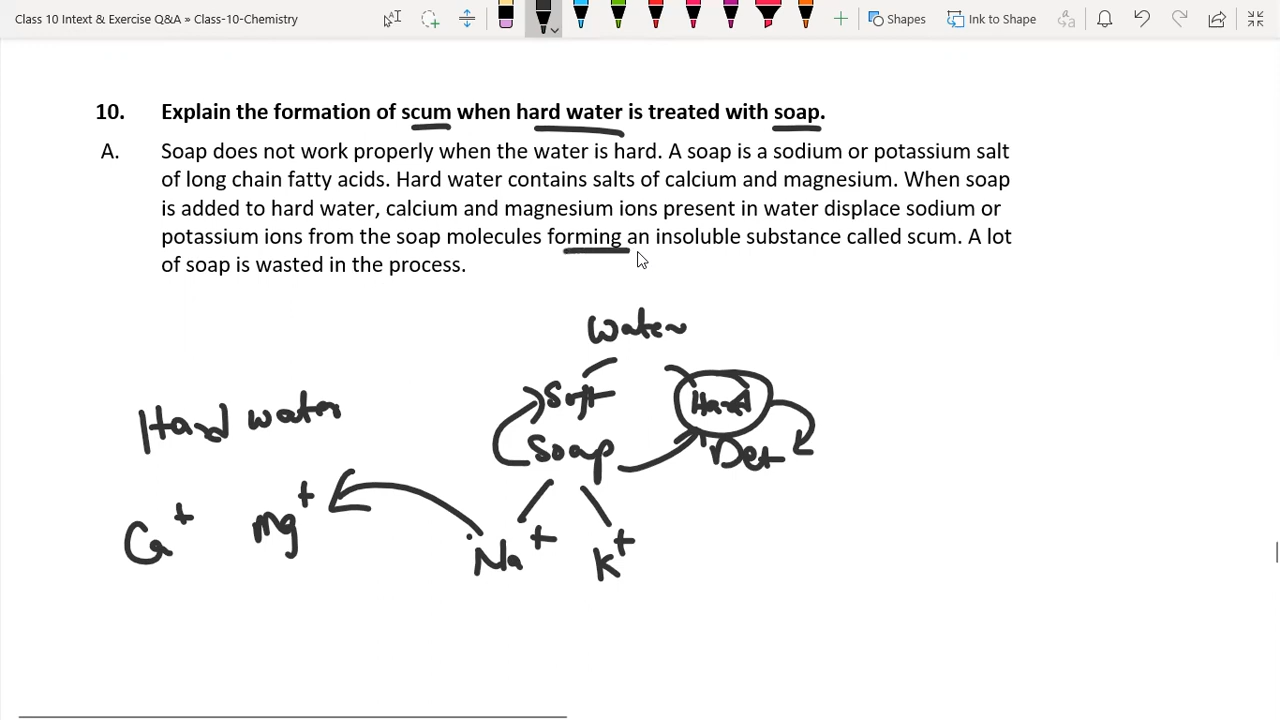 Class 10 Intext & Exercise Q&A » Class-10-Chemistry
Shapes
Ink to Shape
10. Explain the formation of scum when hard water is treated with soap.
A. Soap does not work properly when the water is hard. A soap is a sodium or potassium salt
of long chain fatty acids. Hard water contains salts of calcium and magnesium. When soap
is added to hard water, calcium and magnesium ions present in water displace sodium or
potassium ions from the soap molecules forming an insoluble substance called scum. A lot
of soap is wasted in the process.
Water
Soft Hard
Hard water
Soap Det
Ca+ Mg+
Na+ K+